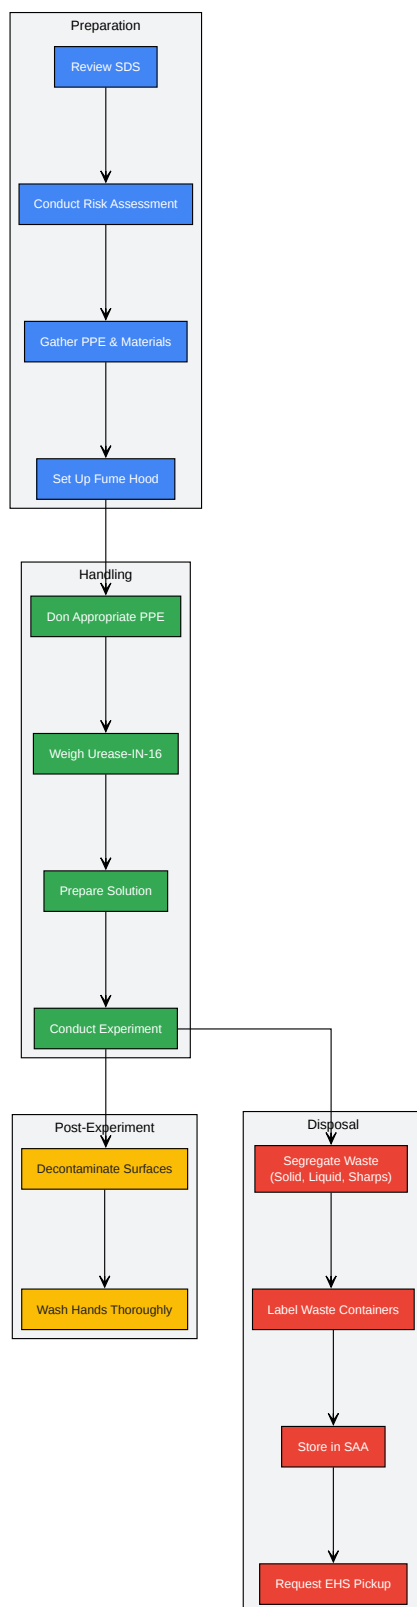 Preparation
Review SDS
Conduct Risk Assessment
Gather PPE & Materials
Set Up Fume Hood
Handling
Don Appropriate PPE
Weigh Urease-IN-16
Prepare Solution
Conduct Experiment
Post-Experiment
Decontaminate Surfaces
Wash Hands Thoroughly
Disposal
Segregate Waste
(Solid, Liquid, Sharps)
Label Waste Containers
Store in SAA
Request EHS Pickup